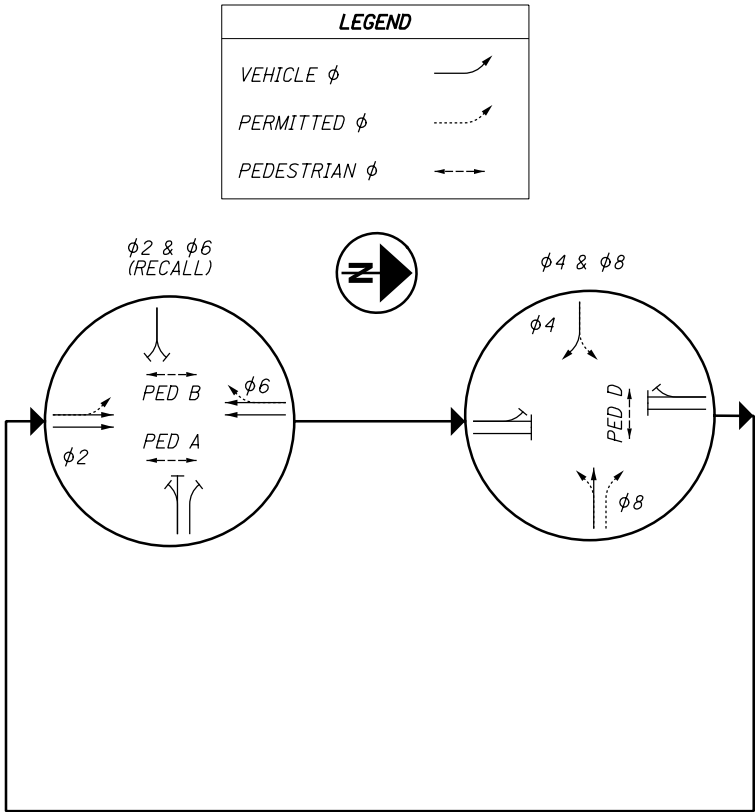 LEGEND
VEHICLE ϕ
PERMITTED ϕ
PEDESTRIAN ϕ
ϕ2 & ϕ6
(RECALL)
N
ϕ4 & ϕ8
PED B
ϕ6
PED A
ϕ2
ϕ4
PED D
ϕ8